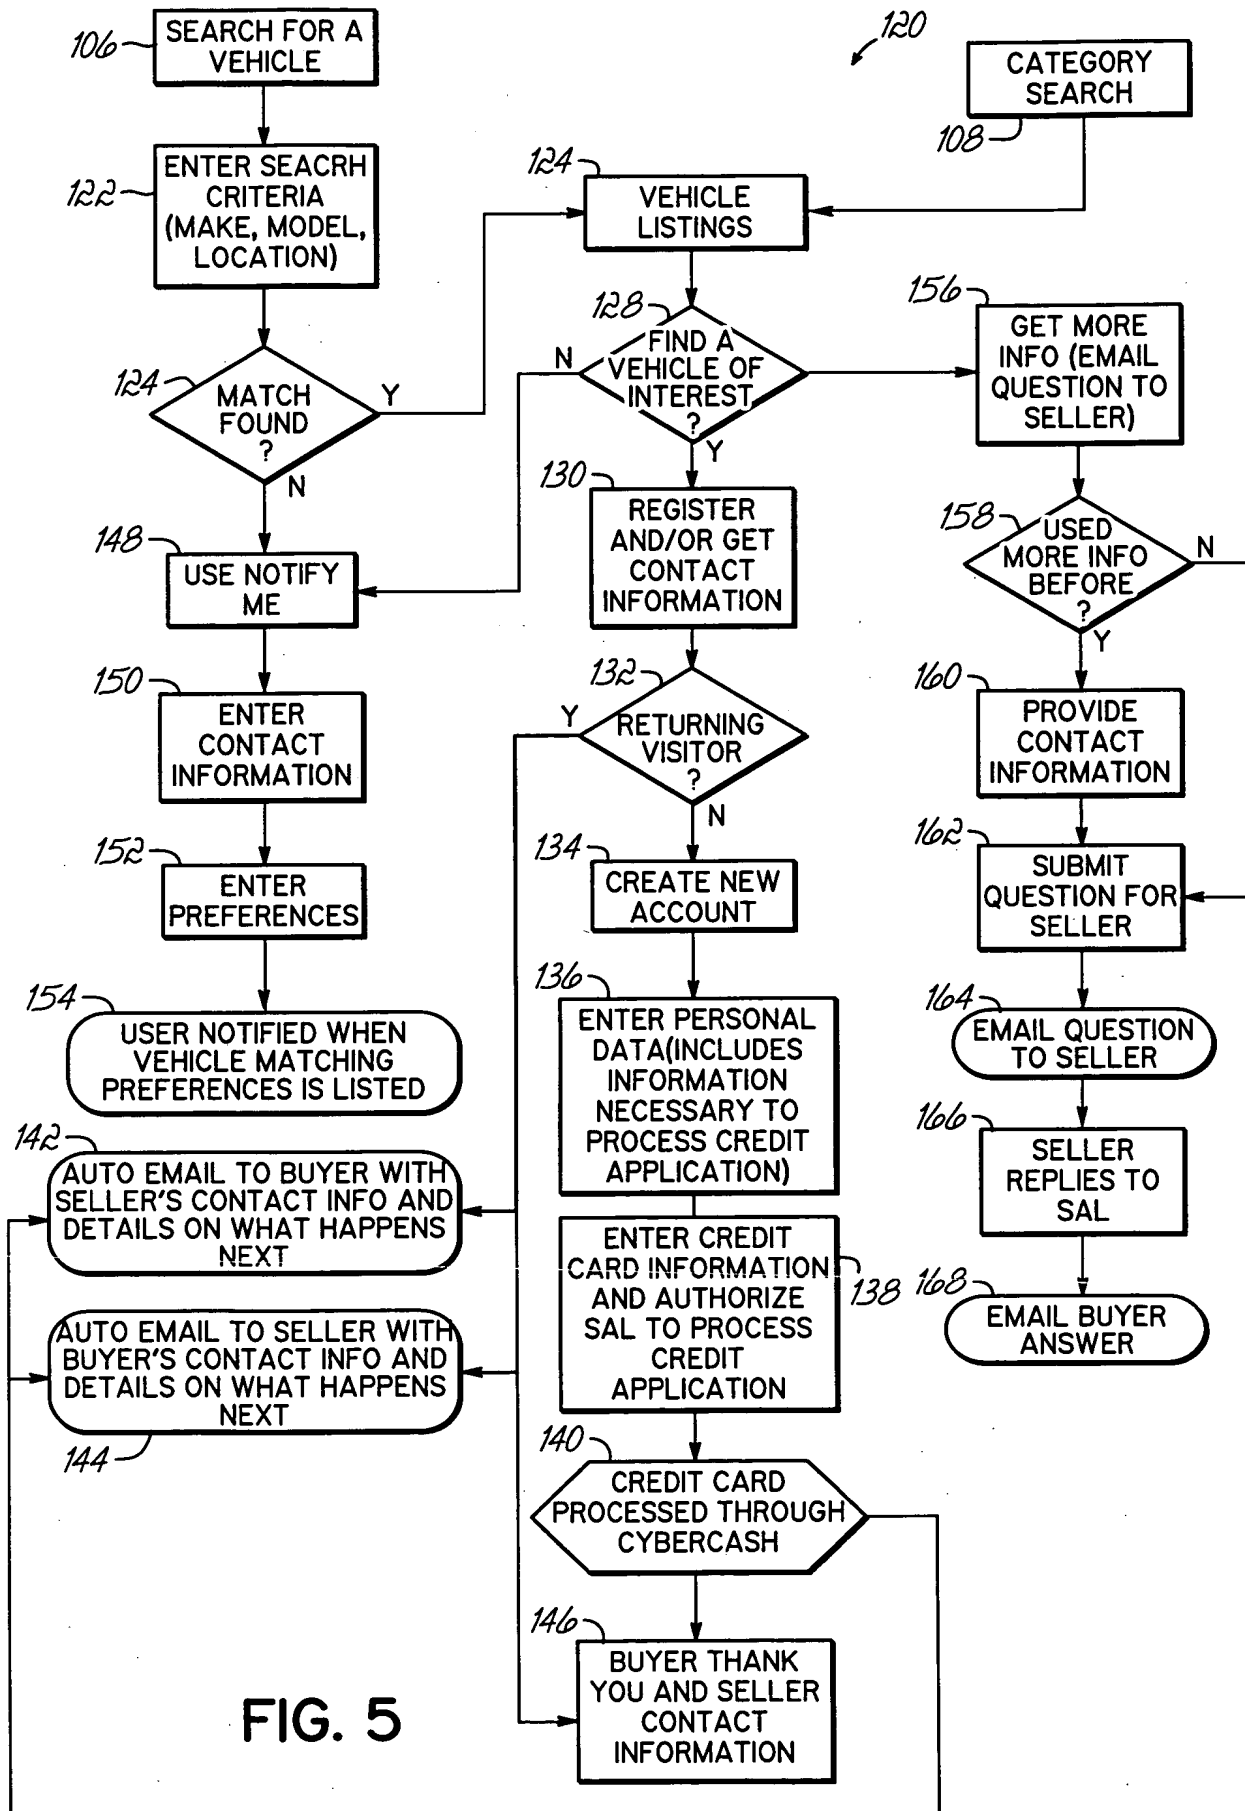 106
SEARCH FOR A
VEHICLE
120
CATEGORY
SEARCH
108
122
ENTER SEACRH
CRITERIA
(MAKE, MODEL,
LOCATION)
124
VEHICLE
LISTINGS
124
MATCH
FOUND
?
Y
N
128
FIND A
VEHICLE OF
INTEREST
?
N
Y
156
GET MORE
INFO (EMAIL
QUESTION TO
SELLER)
148
USE NOTIFY
ME
130
REGISTER
AND/OR GET
CONTACT
INFORMATION
158
USED
MORE INFO
BEFORE
?
N
Y
150
ENTER
CONTACT
INFORMATION
132
RETURNING
VISITOR
?
Y
N
160
PROVIDE
CONTACT
INFORMATION
152
ENTER
PREFERENCES
134
CREATE NEW
ACCOUNT
162
SUBMIT
QUESTION FOR
SELLER
154
USER NOTIFIED WHEN
VEHICLE MATCHING
PREFERENCES IS LISTED
136
ENTER PERSONAL
DATA(INCLUDES
INFORMATION
NECESSARY TO
PROCESS CREDIT
APPLICATION)
164
EMAIL QUESTION
TO SELLER
142
AUTO EMAIL TO BUYER WITH
SELLER'S CONTACT INFO AND
DETAILS ON WHAT HAPPENS
NEXT
166
SELLER
REPLIES TO
SAL
ENTER CREDIT
CARD INFORMATION
AND AUTHORIZE
SAL TO PROCESS
CREDIT
APPLICATION
138
168
EMAIL BUYER
ANSWER
AUTO EMAIL TO SELLER WITH
BUYER'S CONTACT INFO AND
DETAILS ON WHAT HAPPENS
NEXT
144
140
CREDIT CARD
PROCESSED THROUGH
CYBERCASH
146
BUYER THANK
YOU AND SELLER
CONTACT
INFORMATION
FIG. 5